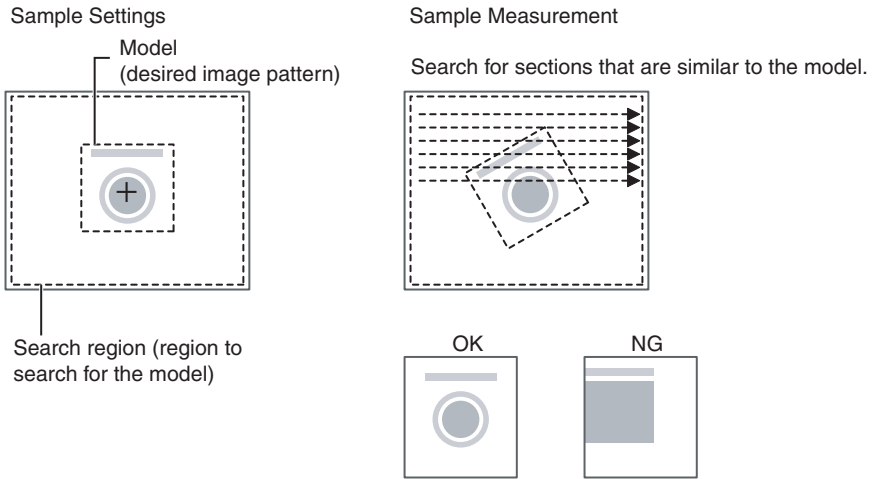 Sample Settings
Model
(desired image pattern)
Search region (region to
search for the model)
Sample Measurement
Search for sections that are similar to the model.
OK
NG